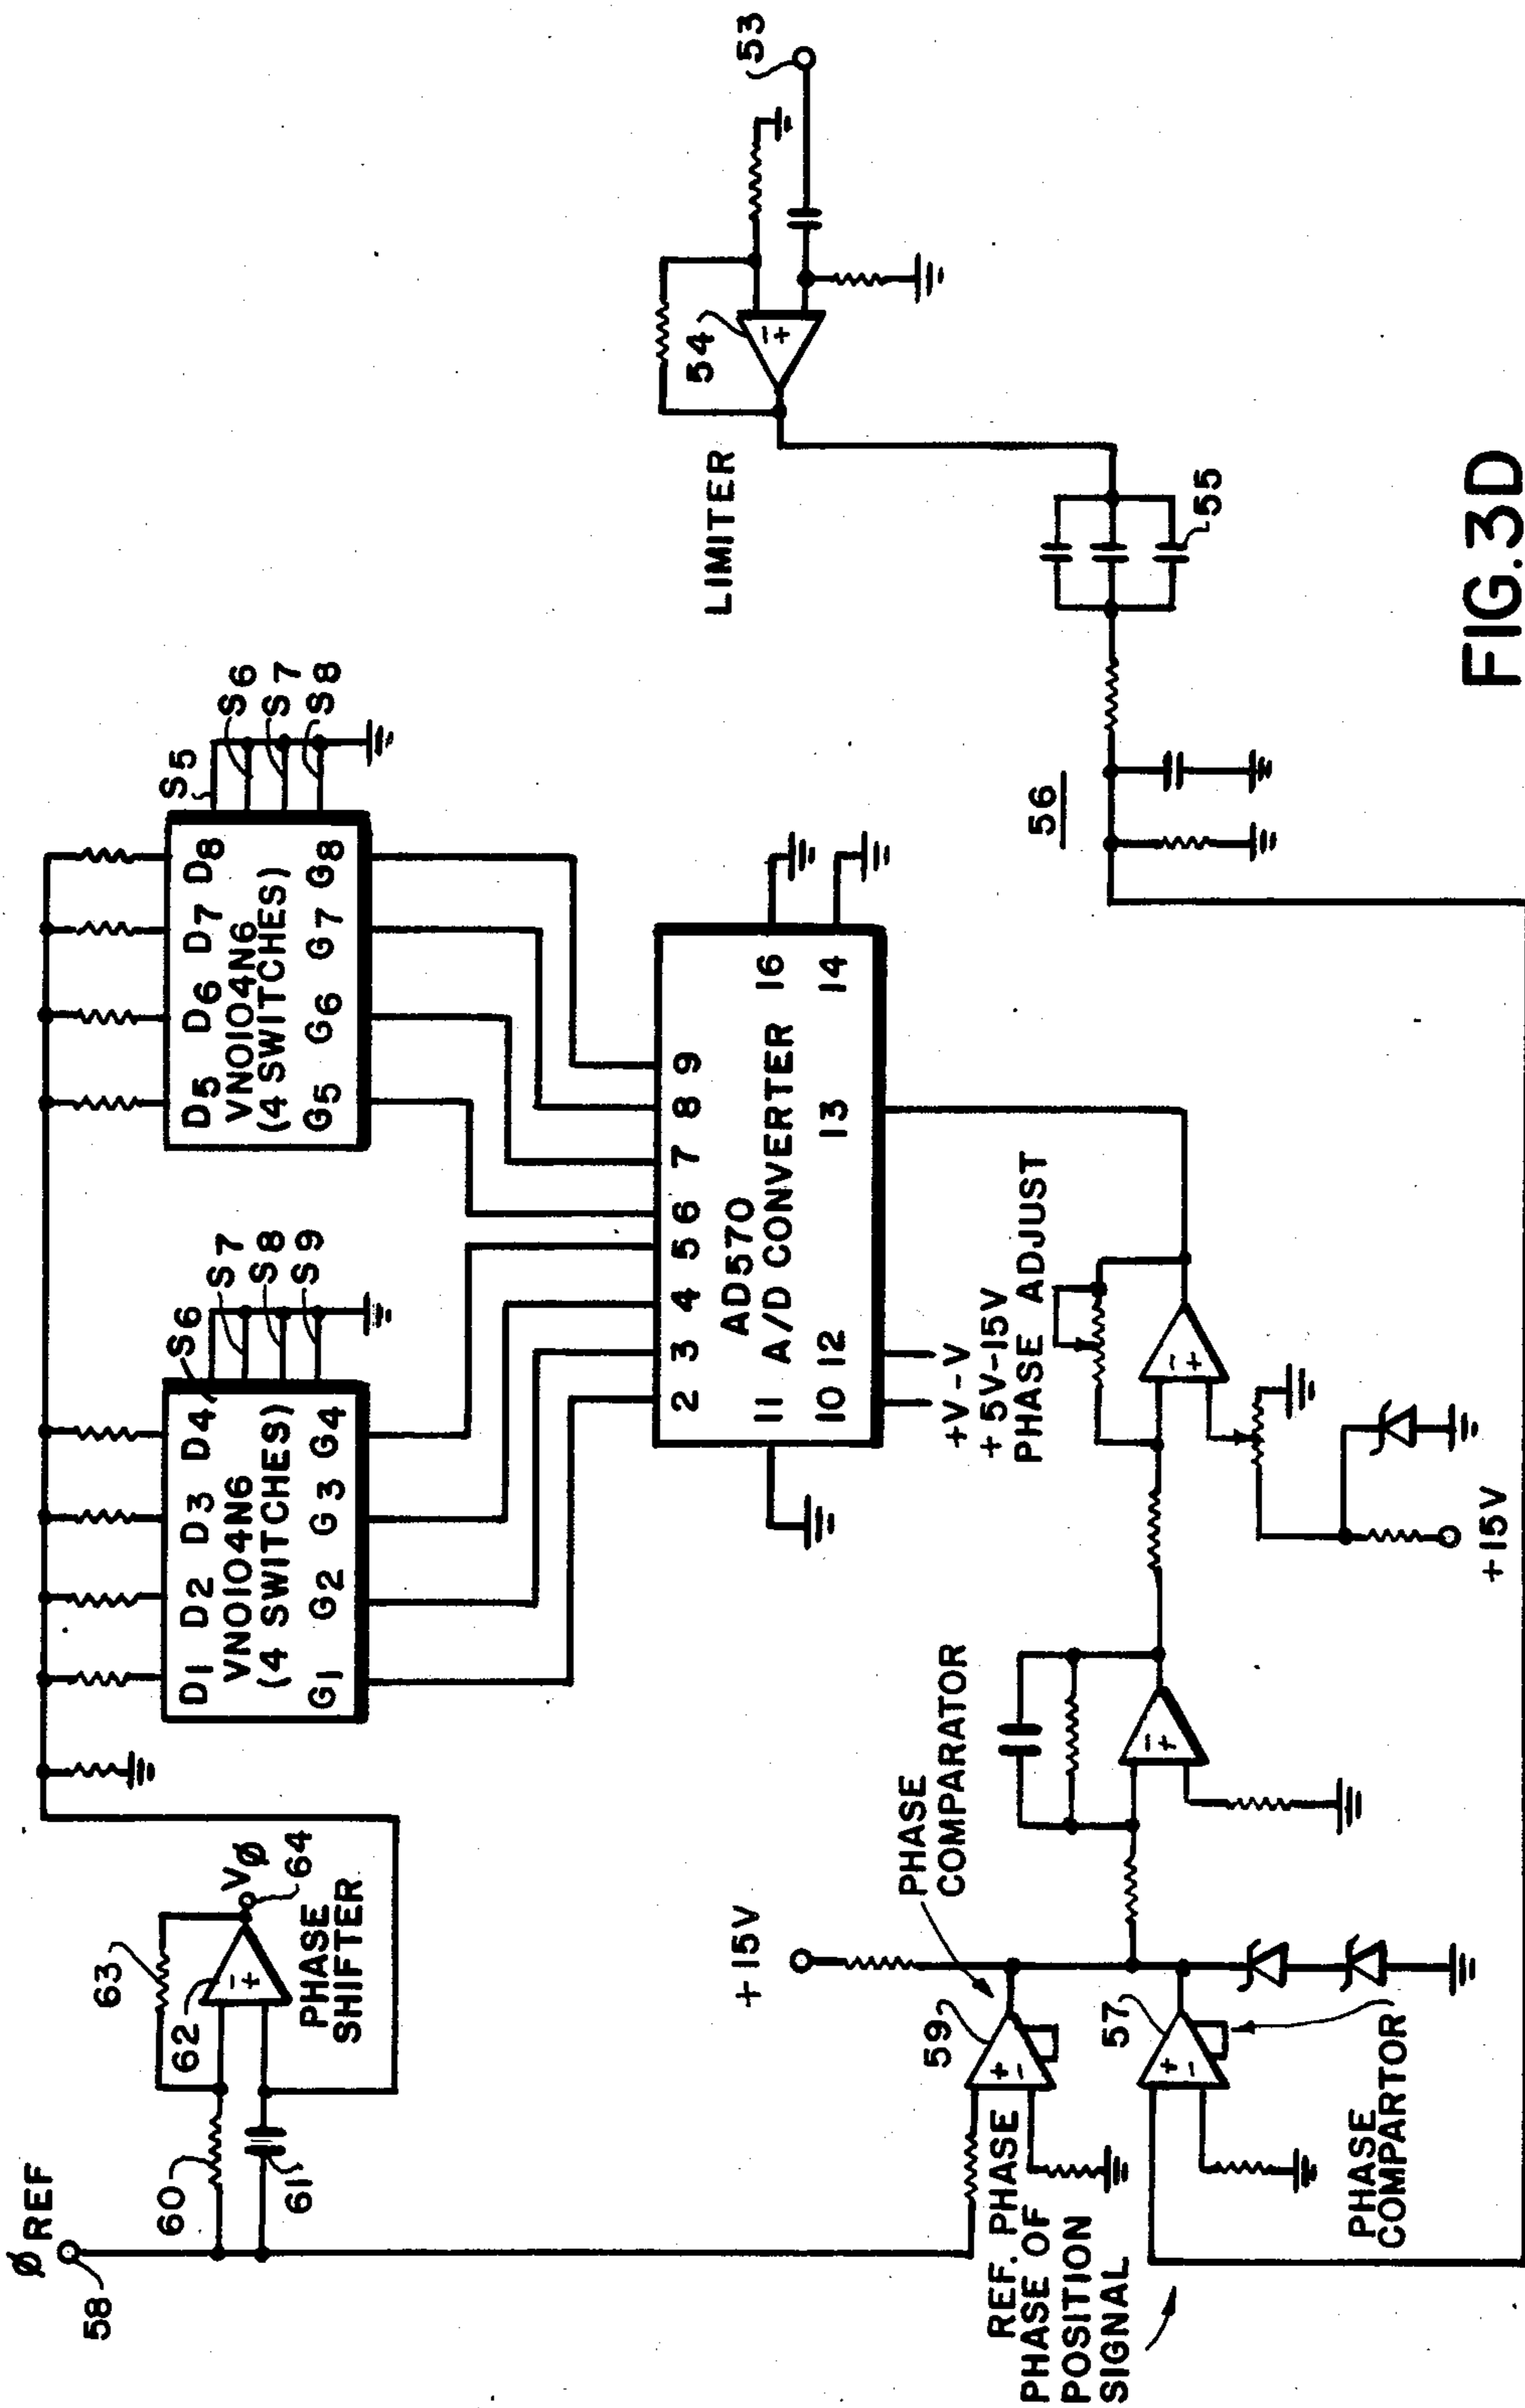 Ø REF
58
60
61
62
63
VØ
64
PHASE
SHIFTER
D1 D2 D3 D4
VN0104N6
(4 SWITCHES)
G1 G2 G3 G4
S6
S7
S8
S9
D5 D6 D7 D8
VN0104N6
(4 SWITCHES)
G5 G6 G7 G8
S5
S6
S7
S8
2 3 4 5 6 7 8 9
AD570
11 A/D CONVERTER 16
10 12 13 14
+V -V
+5V-15V
PHASE ADJUST
+15V
PHASE
COMPARATOR
59
REF. PHASE
PHASE OF
POSITION
SIGNAL
57
PHASE
COMPARTOR
+15V
LIMITER
54
53
55
56
FIG.3D
- +
- +
- +
- +
+ -
+ -